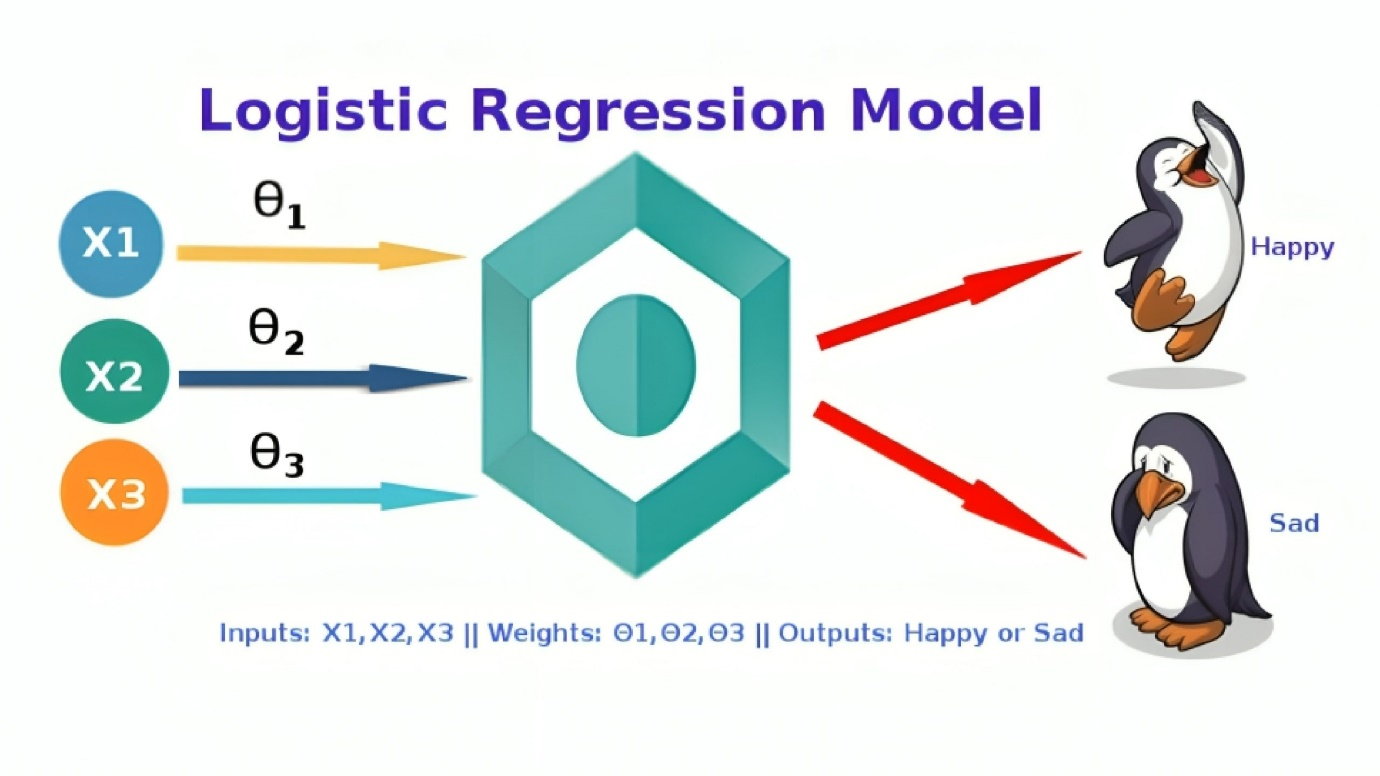 Logistic Regression Model
X1
θ1
X2
θ2
X3
θ3
Happy
Sad
Inputs: X1,X2,X3 || Weights: Θ1,Θ2,Θ3 || Outputs: Happy or Sad